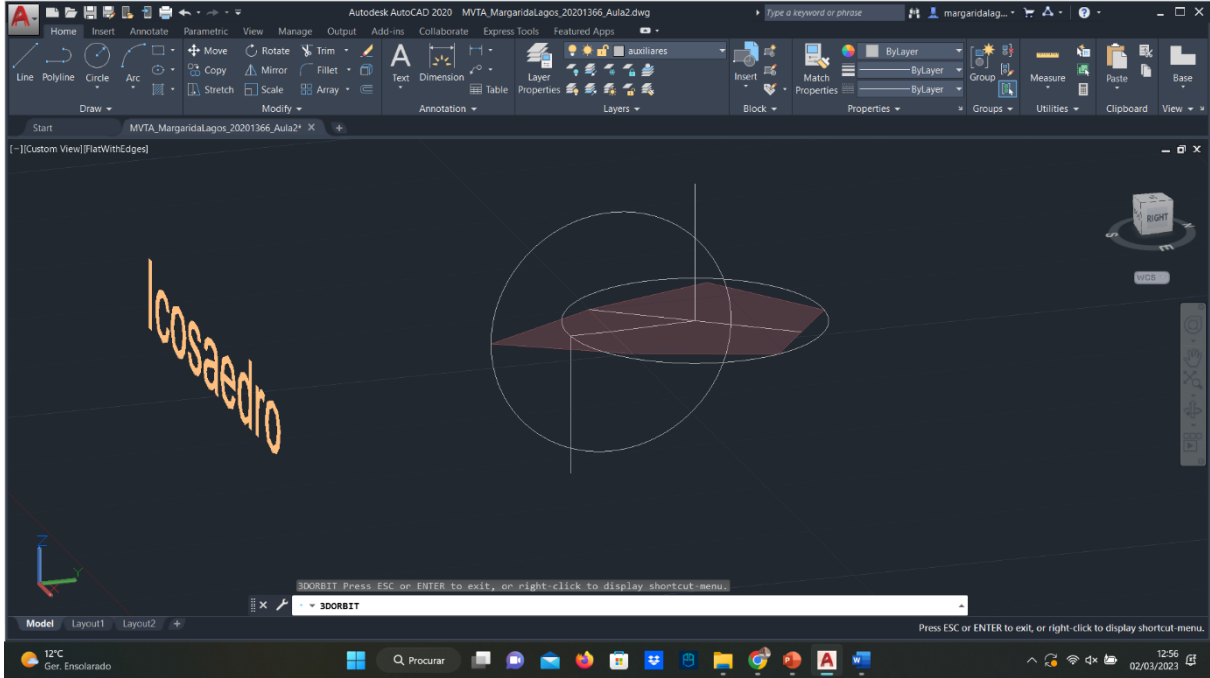 Autodesk AutoCAD 2020 MVTA_MargaridaLagos_20201366_Aula2.dwg
Type a keyword or phrase
margaridalag...
Home Insert Annotate Parametric View Manage Output Add-ins Collaborate Express Tools Featured Apps
Line Polyline Circle Arc
Move Rotate Trim
Copy Mirror Fillet
Stretch Scale Array
Text Dimension
Table
Layer Properties
auxiliares
Insert
Match Properties
ByLayer
ByLayer
ByLayer
Group
Measure
Paste
Base
Draw Modify Annotation Layers Block Properties Groups Utilities Clipboard View
Start MVTA_MargaridaLagos_20201366_Aula2*
[-][Custom View][FlatWithEdges]
RIGHT
S
WCS
Icosaedro
Z
Y
3DORBIT Press ESC or ENTER to exit, or right-click to display shortcut-menu.
3DORBIT
Model Layout1 Layout2
Press ESC or ENTER to exit, or right-click to display shortcut-menu.
12°C
Ger. Ensolarado
Procurar
12:56
02/03/2023